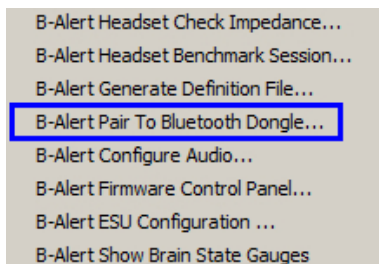 B-Alert Headset Check Impedance...
B-Alert Headset Benchmark Session...
B-Alert Generate Definition File...
B-Alert Pair To Bluetooth Dongle...
B-Alert Configure Audio...
B-Alert Firmware Control Panel...
B-Alert ESU Configuration ...
B-Alert Show Brain State Gauges